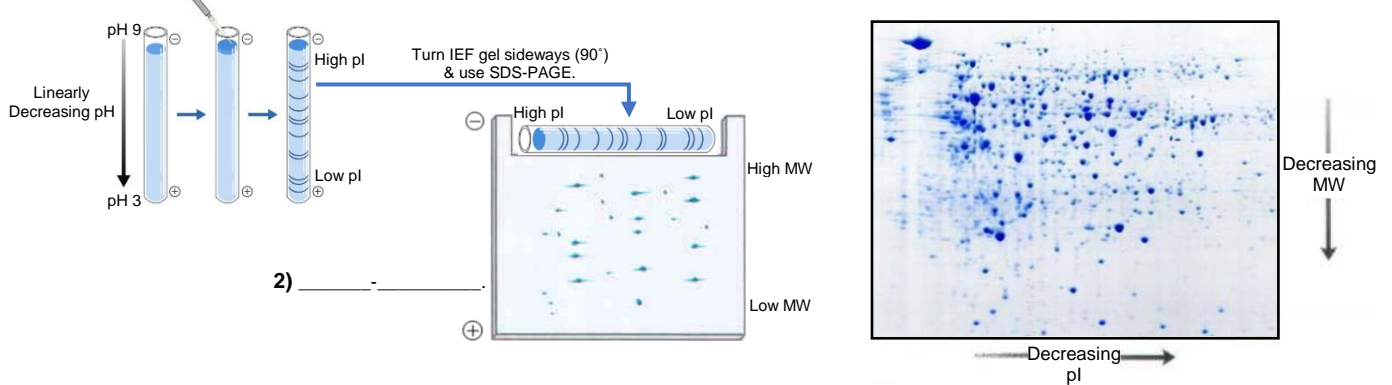 pH 9
Linearly
Decreasing pH
pH 3
High pI
Low pI
Turn IEF gel sideways (90˚)
& use SDS-PAGE.
High pI
Low pI
High MW
Low MW
2) _______-__________.
Decreasing
MW
Decreasing
pI